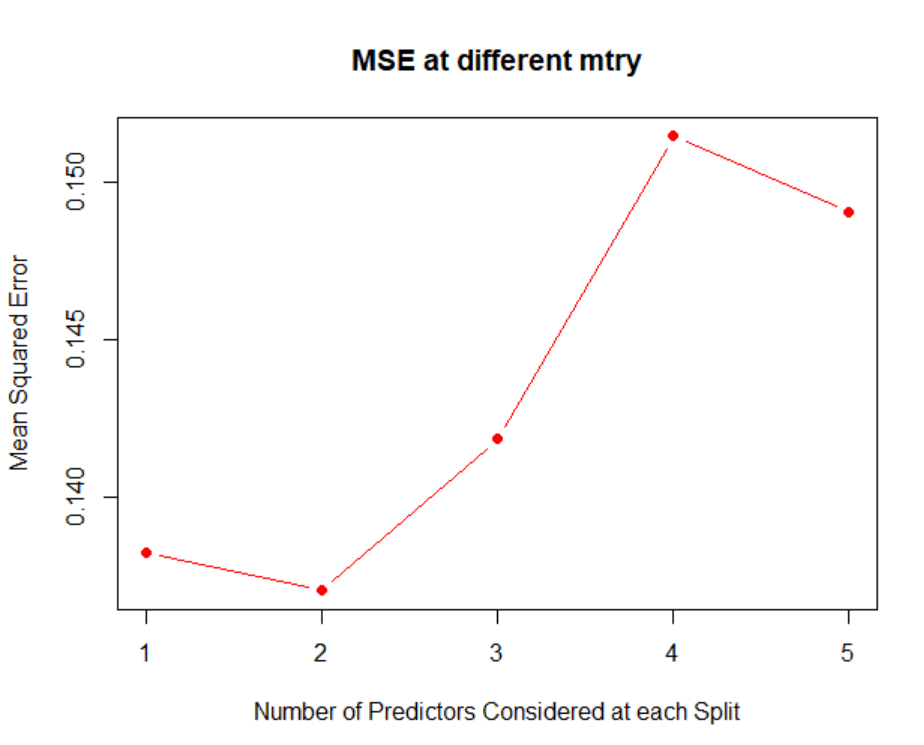 MSE at different mtry
0.150
0.145
0.140
Mean Squared Error
1 2 3 4 5
Number of Predictors Considered at each Split